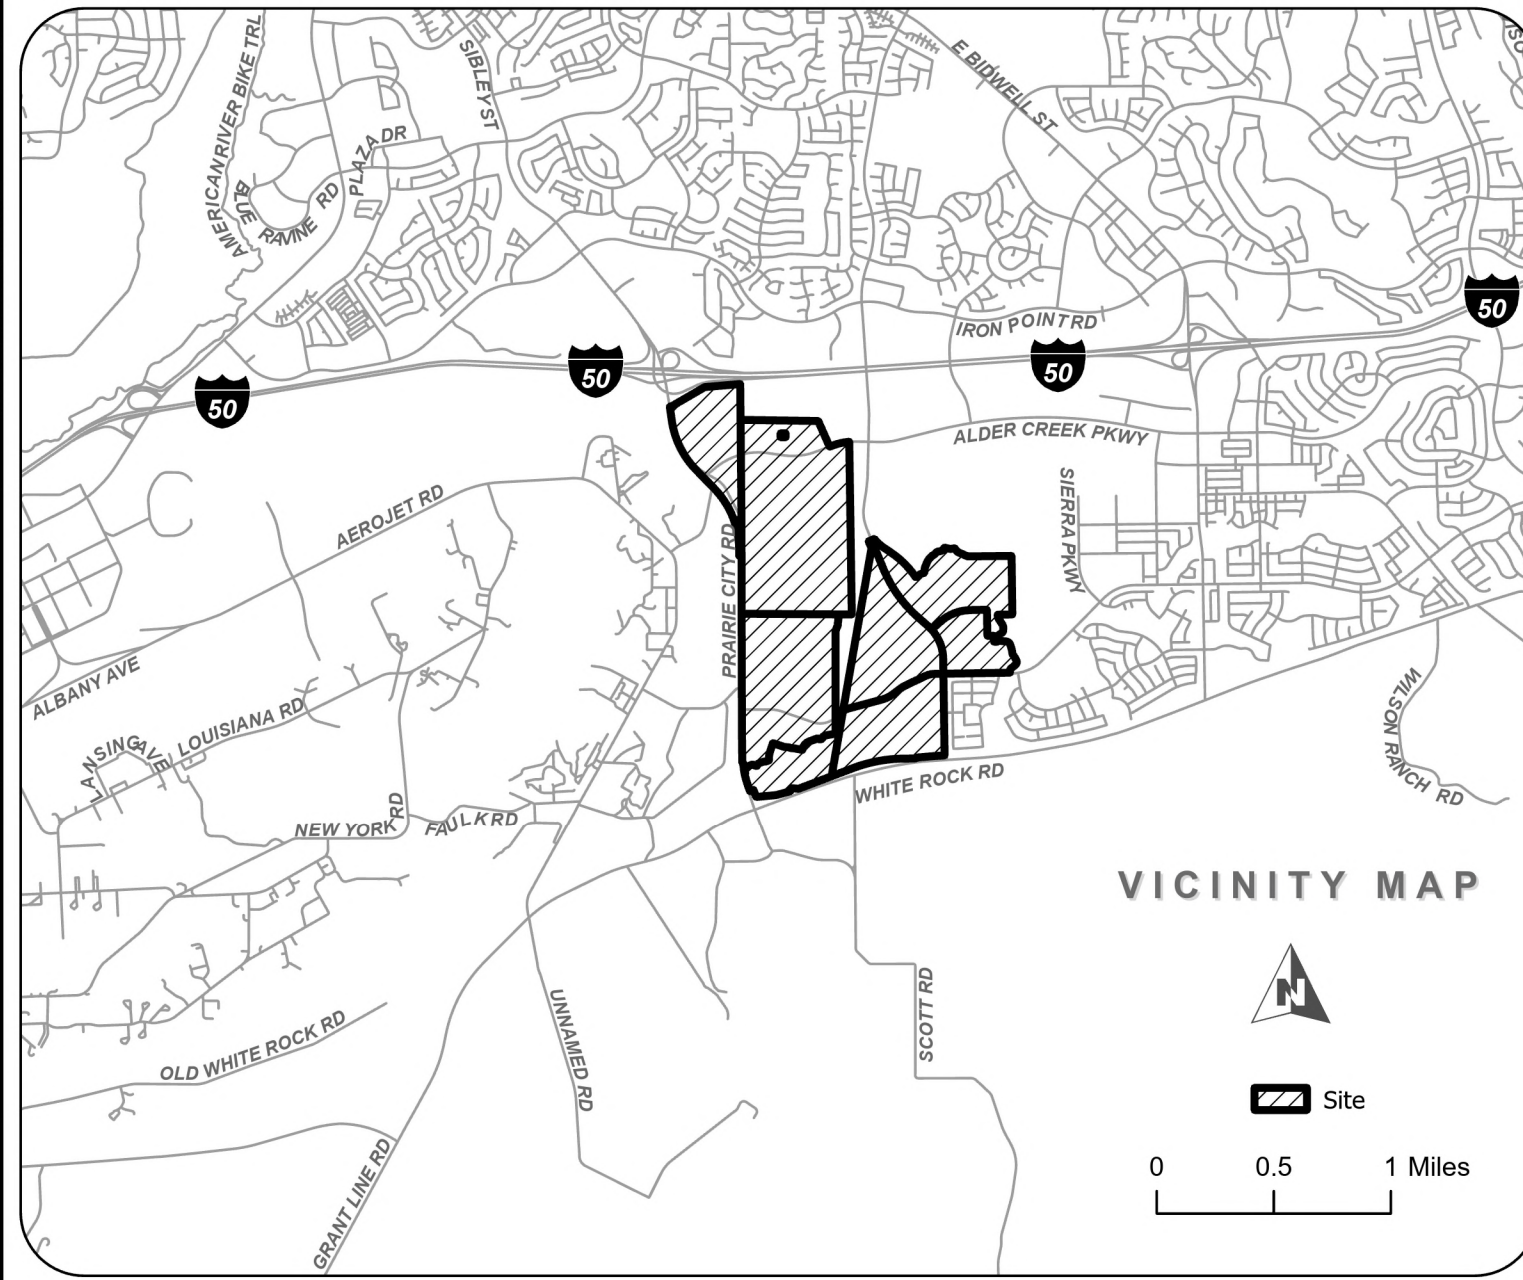 AMERICAN RIVER BIKE TRL
SIBLEY ST
E BIDWELL ST
PLAZA DR
BLUE RAVINE RD
50
IRON POINT RD
50
50
50
ALDER CREEK PKWY
AEROJET RD
SIERRA PKWY
PRAIRIE CITY RD
ALBANY AVE
LOUISIANA RD
LANSING AVE
WILSON RANCH RD
WHITE ROCK RD
NEW YORK RD
FAULK RD
VICINITY MAP
N
SCOTT RD
UNNAMED RD
OLD WHITE ROCK RD
GRANT LINE RD
Site
0 0.5 1 Miles